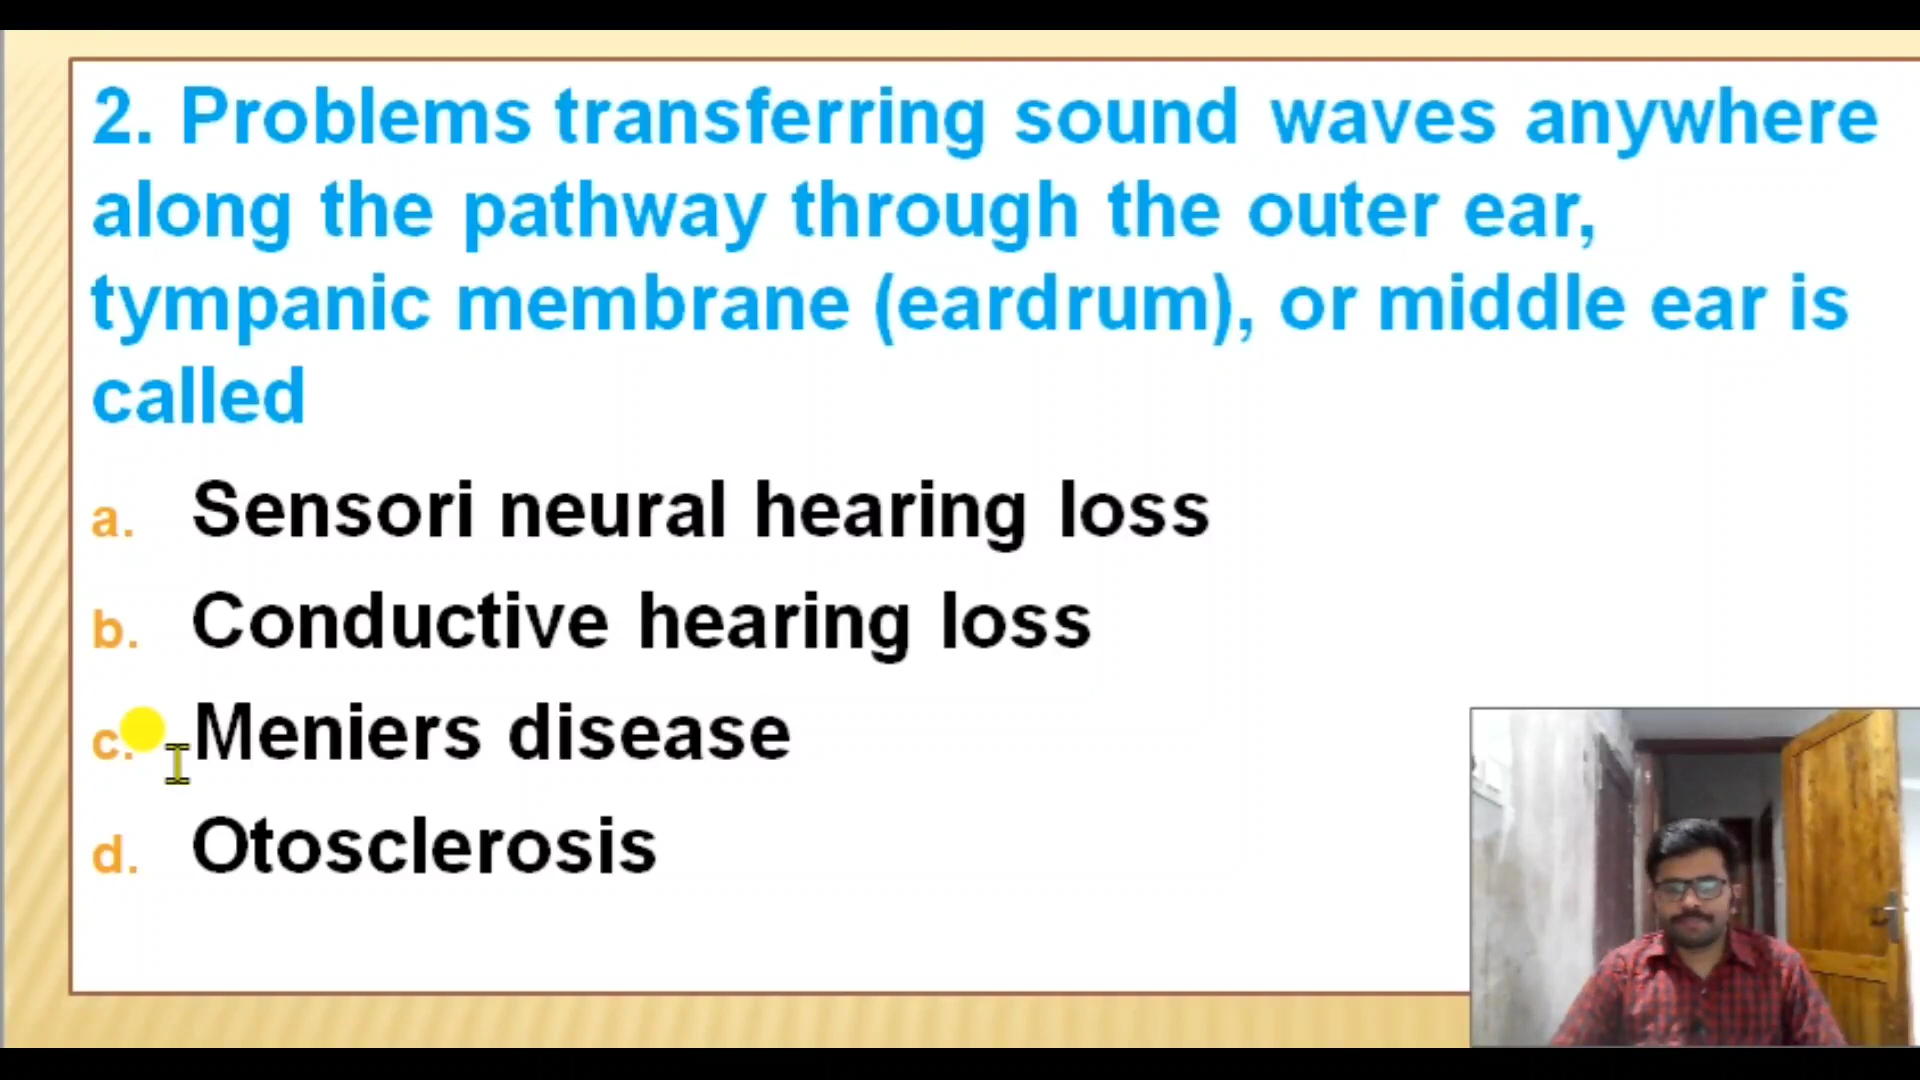 2. Problems transferring sound waves anywhere
along the pathway through the outer ear,
tympanic membrane (eardrum), or middle ear is
called
a. Sensori neural hearing loss
b. Conductive hearing loss
c. Meniers disease
d. Otosclerosis